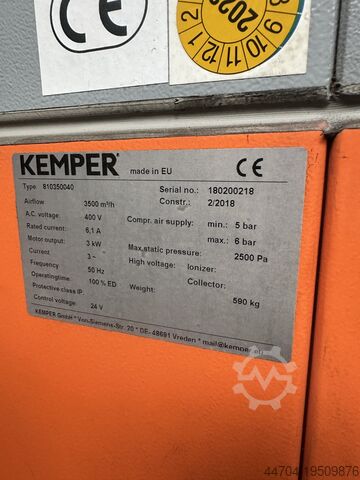 CE
2020
3 9 10 11 12 1 2
KEMPER
made in EU
CE
Type 810350040
Serial no.: 180200218
Constr.: 2/2018
Airflow 3500 m³/h
A.C. voltage: 400 V
Compr. air supply: min.: 5 bar
Rated current: 6,1 A
max.: 6 bar
Motor output: 3 kW
Max.static pressure: 2500 Pa
Current 3~
High voltage: Ionizer:
Frequency 50 Hz
Collector:
Operatingtime: 100 % ED
Weight: 590 kg
Protective class IP
Control voltage: 24 V
KEMPER GmbH * Von-Siemens-Str. 20 * DE-48691 Vreden * mail@kemper.eu
44704 19509876